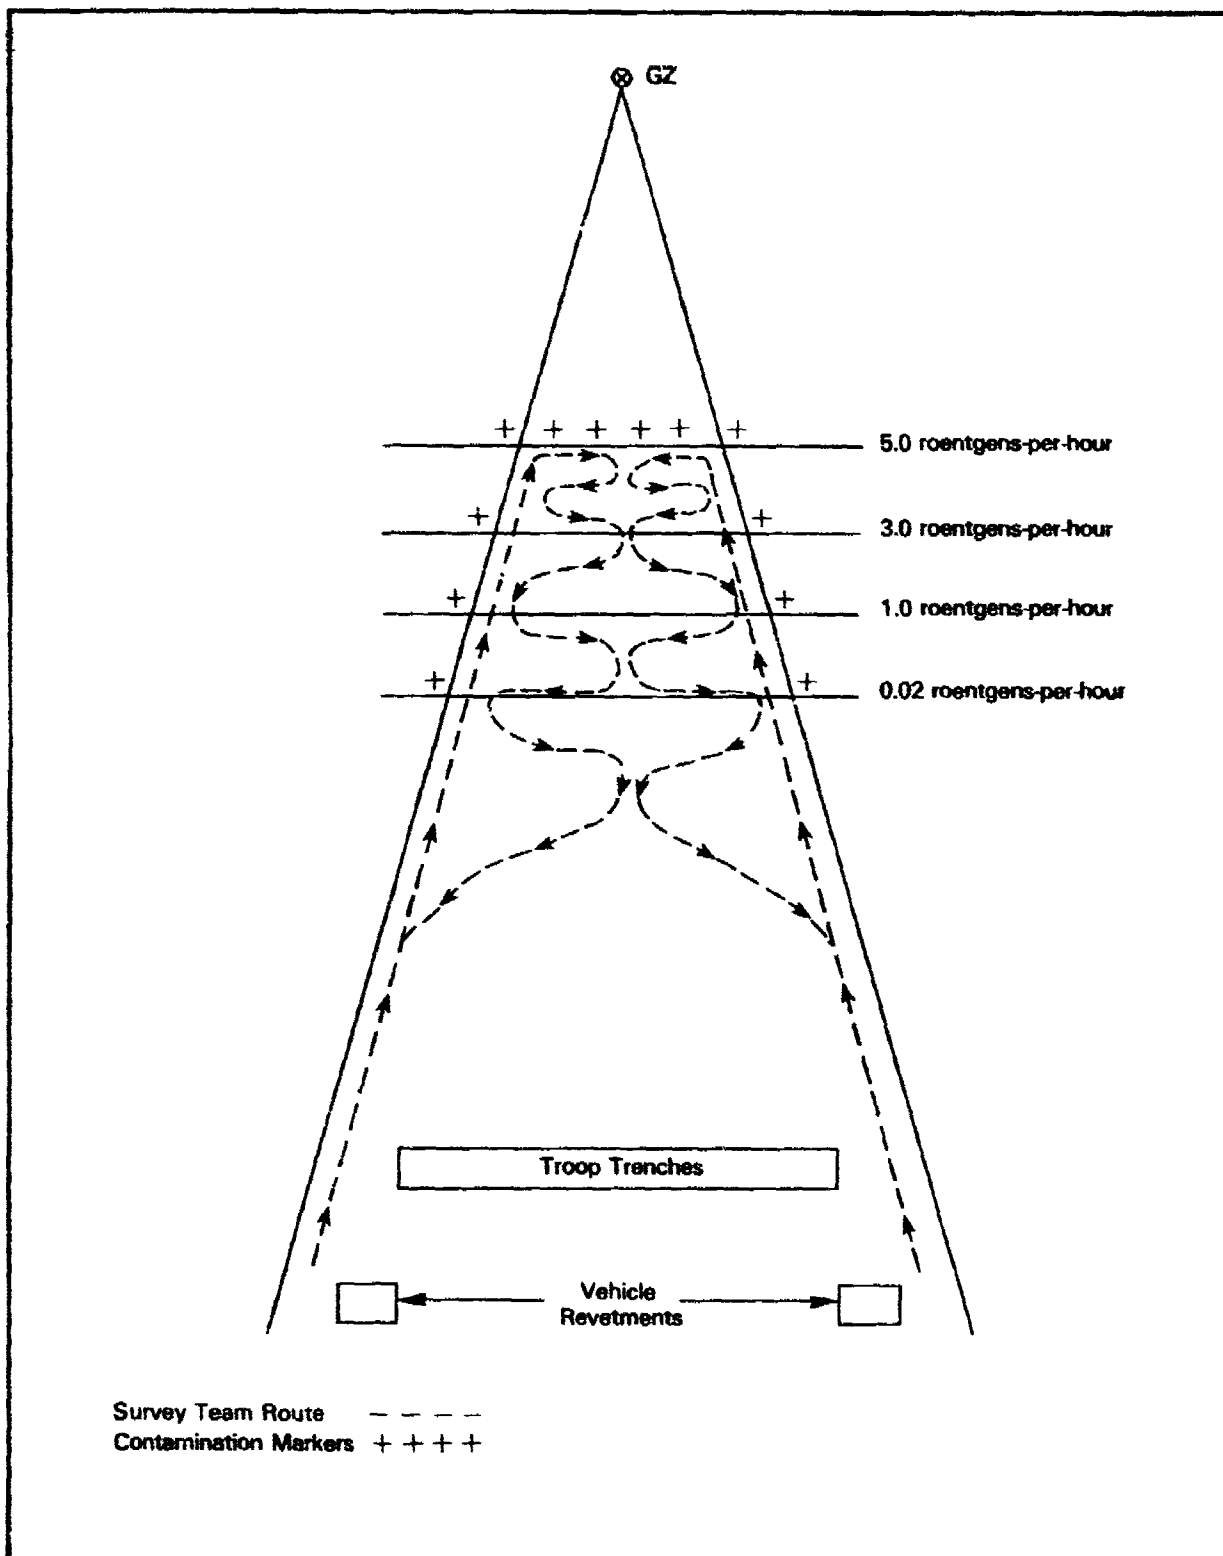 GZ
5.0 roentgens-per-hour
3.0 roentgens-per-hour
1.0 roentgens-per-hour
0.02 roentgens-per-hour
Troop Trenches
Vehicle
Revetments
Survey Team Route
Contamination Markers